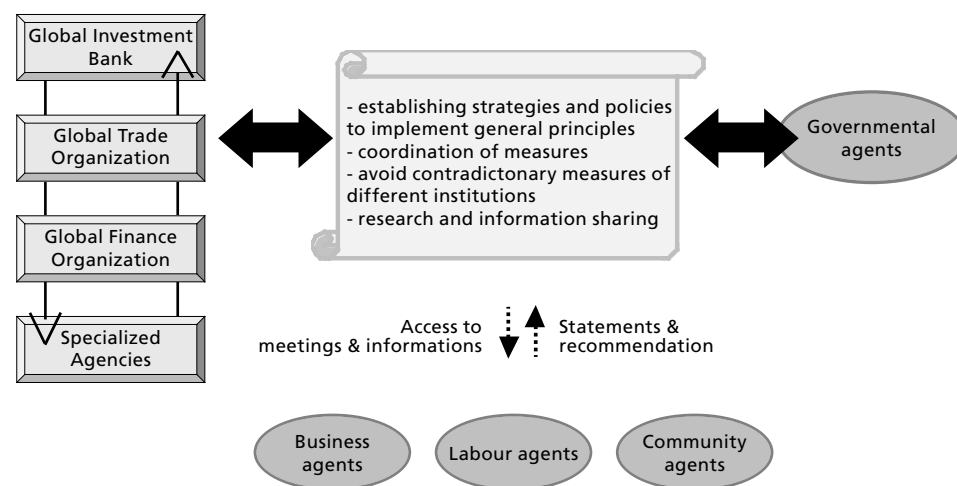 Global Investment
Bank
Global Trade
Organization
Global Finance
Organization
Specialized
Agencies
- establishing strategies and policies
to implement general principles
- coordination of measures
- avoid contradictonary measures of
different institutions
- research and information sharing
Governmental
agents
Access to
meetings & informations
Statements &
recommendation
Business
agents
Labour agents
Community
agents